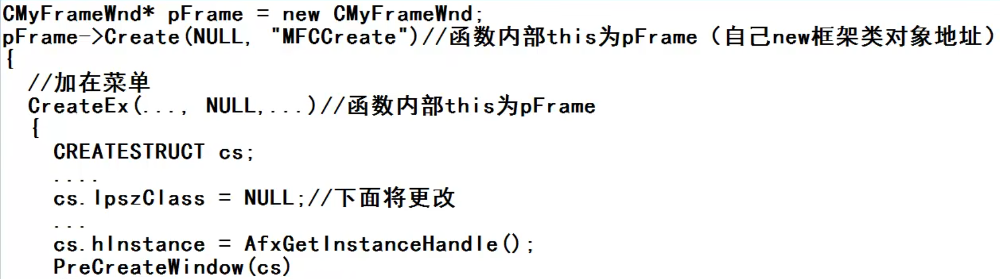 CMyFrameWnd* pFrame = new CMyFrameWnd;
pFrame->Create(NULL, "MFCCreate")//函数内部this为pFrame（自己new框架类对象地址）
{
//加在菜单
CreateEx(..., NULL,...)//函数内部this为pFrame
{
CREATESTRUCT cs;
....
cs.lpszClass = NULL;//下面将更改
...
cs.hInstance = AfxGetInstanceHandle();
PreCreateWindow(cs)